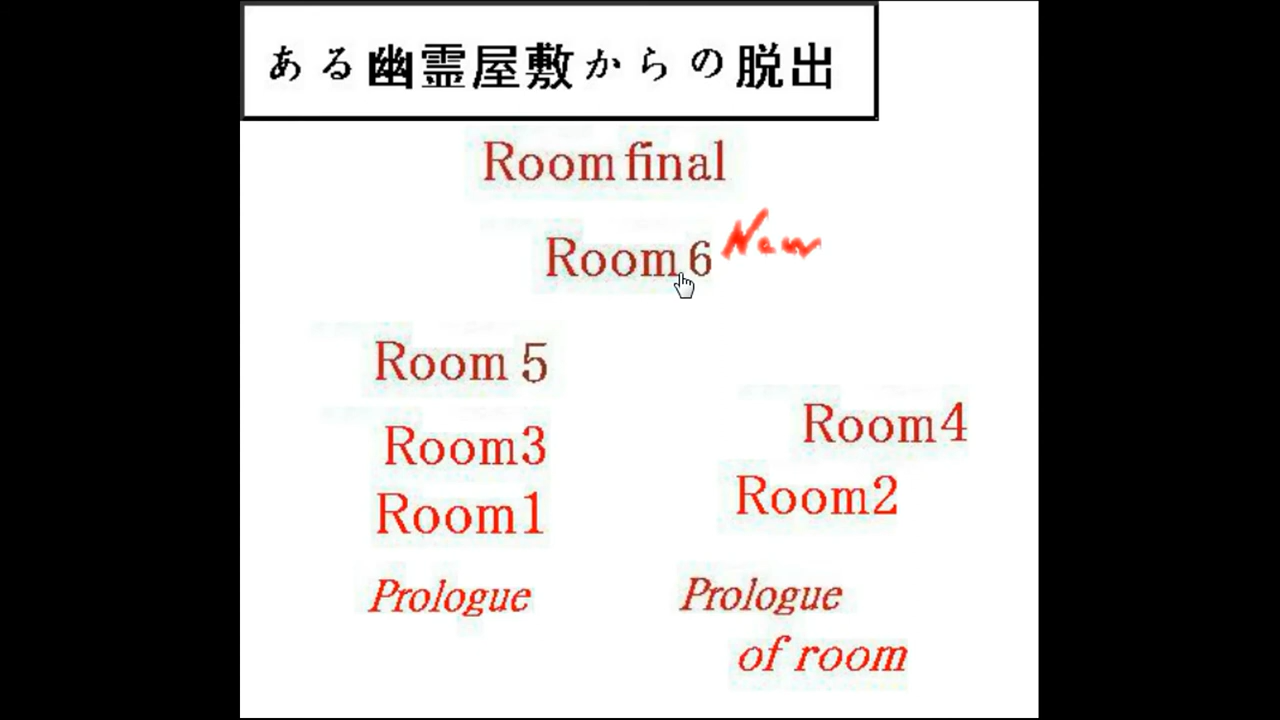 ある幽霊屋敷からの脱出
Room final
Room 6 New
Room 5
Room4
Room3
Room2
Room1
Prologue
Prologue
of room